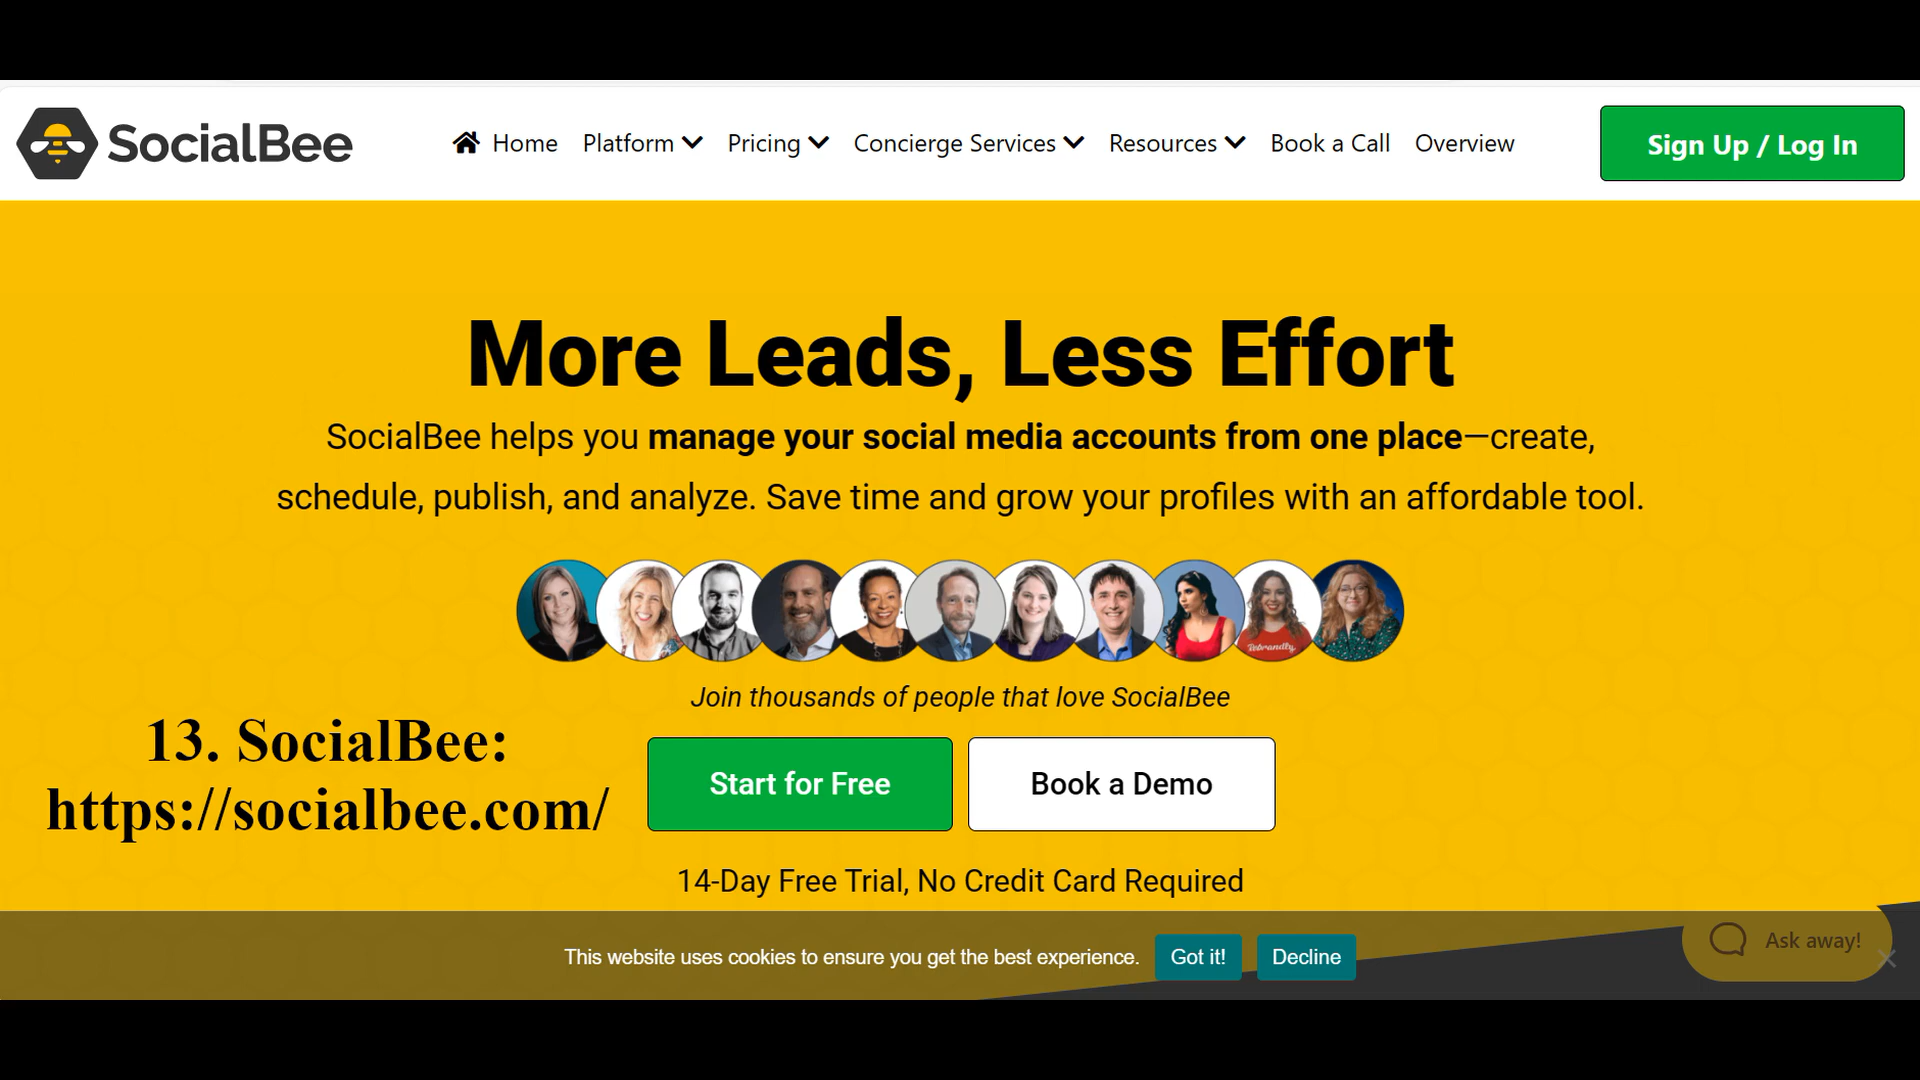 SocialBee
Home Platform Pricing Concierge Services Resources Book a Call Overview
Sign Up / Log In
More Leads, Less Effort
SocialBee helps you manage your social media accounts from one place—create,
schedule, publish, and analyze. Save time and grow your profiles with an affordable tool.
Rebrandly
Join thousands of people that love SocialBee
13. SocialBee:
https://socialbee.com/
Start for Free
Book a Demo
14-Day Free Trial, No Credit Card Required
This website uses cookies to ensure you get the best experience.
Got it!
Decline
Ask away!